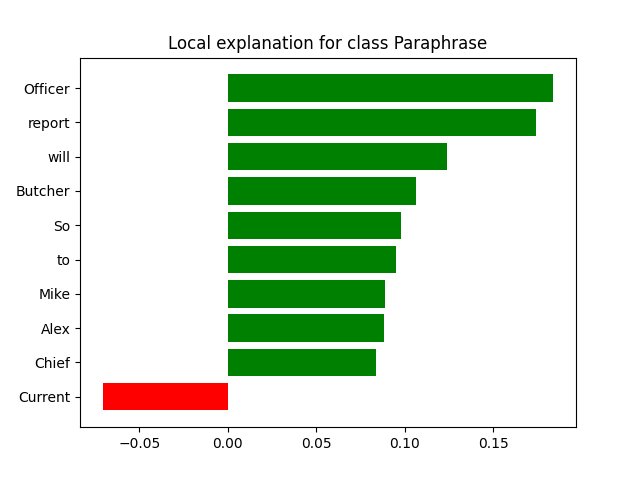 Local explanation for class Paraphrase
Officer
report
will
Butcher
So
to
Mike
Alex
Chief
Current
−0.05 0.00 0.05 0.10 0.15